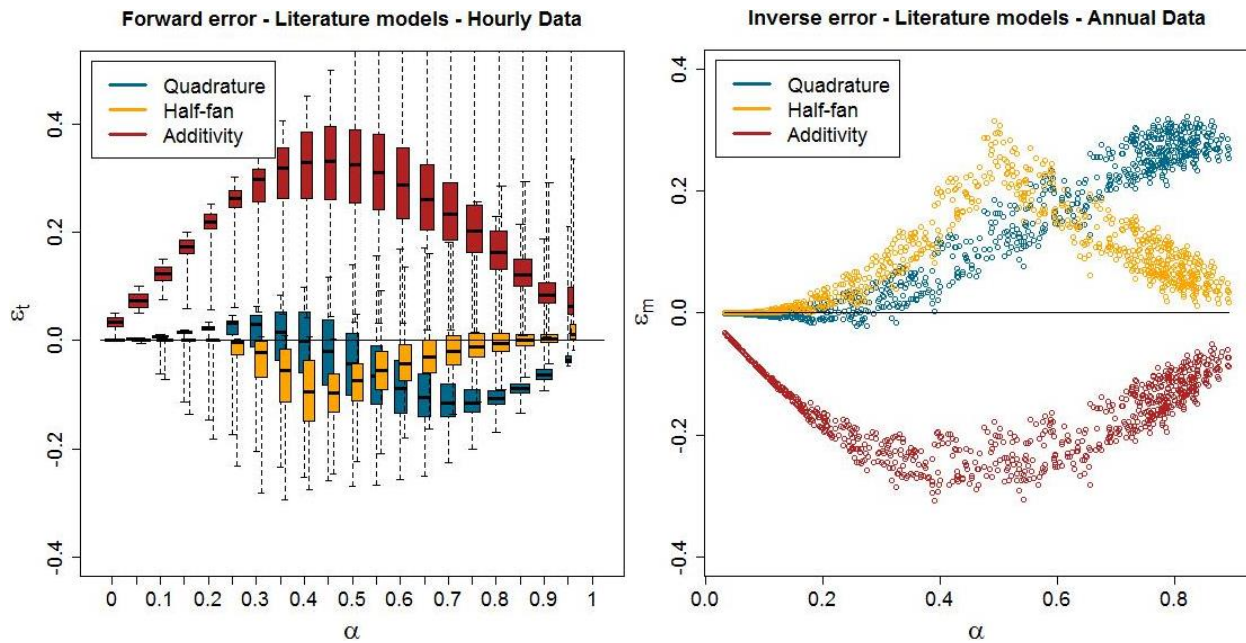 Forward error - Literature models - Hourly Data
Quadrature
Half-fan
Additivity
0.4
0.2
0.0
-0.2
-0.4
εt
0 0.1 0.2 0.3 0.4 0.5 0.6 0.7 0.8 0.9 1
α
Inverse error - Literature models - Annual Data
Quadrature
Half-fan
Additivity
0.4
0.2
0.0
-0.2
-0.4
εm
0.0 0.2 0.4 0.6 0.8
α